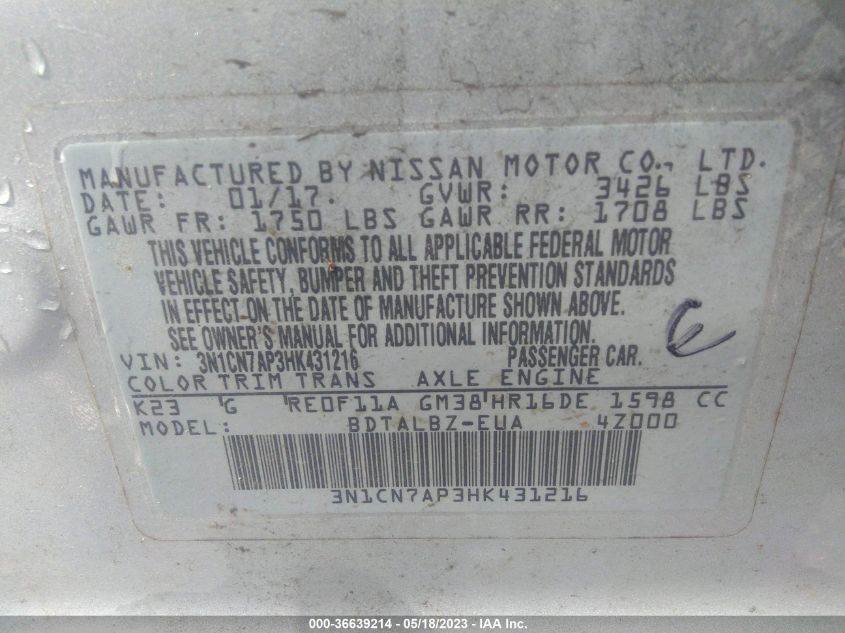 MANUFACTURED BY NISSAN MOTOR CO., LTD.
DATE: 01/17. GVWR: 3426 LBS
GAWR FR: 1750 LBS GAWR RR: 1708 LBS
THIS VEHICLE CONFORMS TO ALL APPLICABLE FEDERAL MOTOR
VEHICLE SAFETY, BUMPER AND THEFT PREVENTION STANDARDS
IN EFFECT ON THE DATE OF MANUFACTURE SHOWN ABOVE.
SEE OWNER'S MANUAL FOR ADDITIONAL INFORMATION.
VIN: 3N1CN7AP3HK431216 PASSENGER CAR.
COLOR TRIM TRANS AXLE ENGINE
K23 G RE0F11A GM38 HR16DE 1598 CC
MODEL: BDTALBZ-EUA 4Z000
3N1CN7AP3HK431216
000-36639214 - 05/18/2023 - IAA Inc.